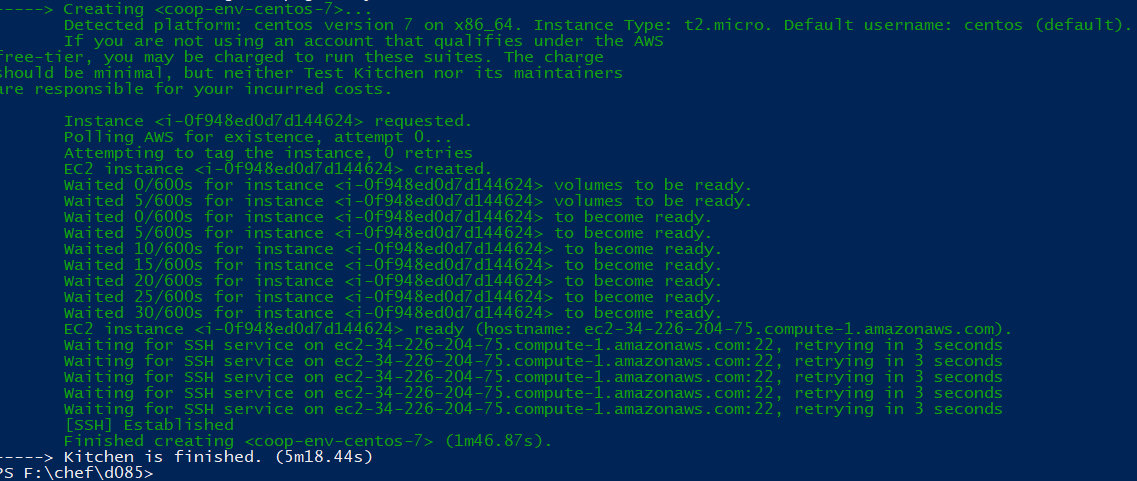 -----> Creating <coop-env-centos-7>...
Detected platform: centos version 7 on x86_64. Instance Type: t2.micro. Default username: centos (default).
If you are not using an account that qualifies under the AWS
free-tier, you may be charged to run these suites. The charge
should be minimal, but neither Test Kitchen nor its maintainers
are responsible for your incurred costs.
Instance <i-0f948ed0d7d144624> requested.
Polling AWS for existence, attempt 0...
Attempting to tag the instance, 0 retries
EC2 instance <i-0f948ed0d7d144624> created.
Waited 0/600s for instance <i-0f948ed0d7d144624> volumes to be ready.
Waited 5/600s for instance <i-0f948ed0d7d144624> volumes to be ready.
Waited 0/600s for instance <i-0f948ed0d7d144624> to become ready.
Waited 5/600s for instance <i-0f948ed0d7d144624> to become ready.
Waited 10/600s for instance <i-0f948ed0d7d144624> to become ready.
Waited 15/600s for instance <i-0f948ed0d7d144624> to become ready.
Waited 20/600s for instance <i-0f948ed0d7d144624> to become ready.
Waited 25/600s for instance <i-0f948ed0d7d144624> to become ready.
Waited 30/600s for instance <i-0f948ed0d7d144624> to become ready.
EC2 instance <i-0f948ed0d7d144624> ready (hostname: ec2-34-226-204-75.compute-1.amazonaws.com).
Waiting for SSH service on ec2-34-226-204-75.compute-1.amazonaws.com:22, retrying in 3 seconds
Waiting for SSH service on ec2-34-226-204-75.compute-1.amazonaws.com:22, retrying in 3 seconds
Waiting for SSH service on ec2-34-226-204-75.compute-1.amazonaws.com:22, retrying in 3 seconds
Waiting for SSH service on ec2-34-226-204-75.compute-1.amazonaws.com:22, retrying in 3 seconds
Waiting for SSH service on ec2-34-226-204-75.compute-1.amazonaws.com:22, retrying in 3 seconds
[SSH] Established
Finished creating <coop-env-centos-7> (1m46.87s).
-----> Kitchen is finished. (5m18.44s)
PS F:\chef\d085>